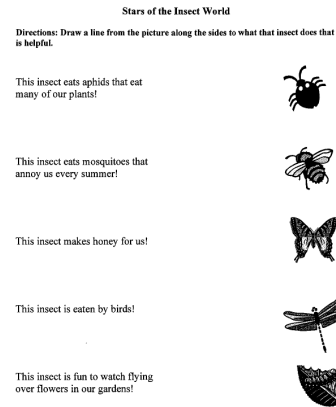 Stars of the Insect World
Directions: Draw a line from the picture along the sides to what that insect does that
is helpful.
This insect eats aphids that eat
many of our plants!
This insect eats mosquitoes that
annoy us every summer!
This insect makes honey for us!
This insect is eaten by birds!
This insect is fun to watch flying
over flowers in our gardens!